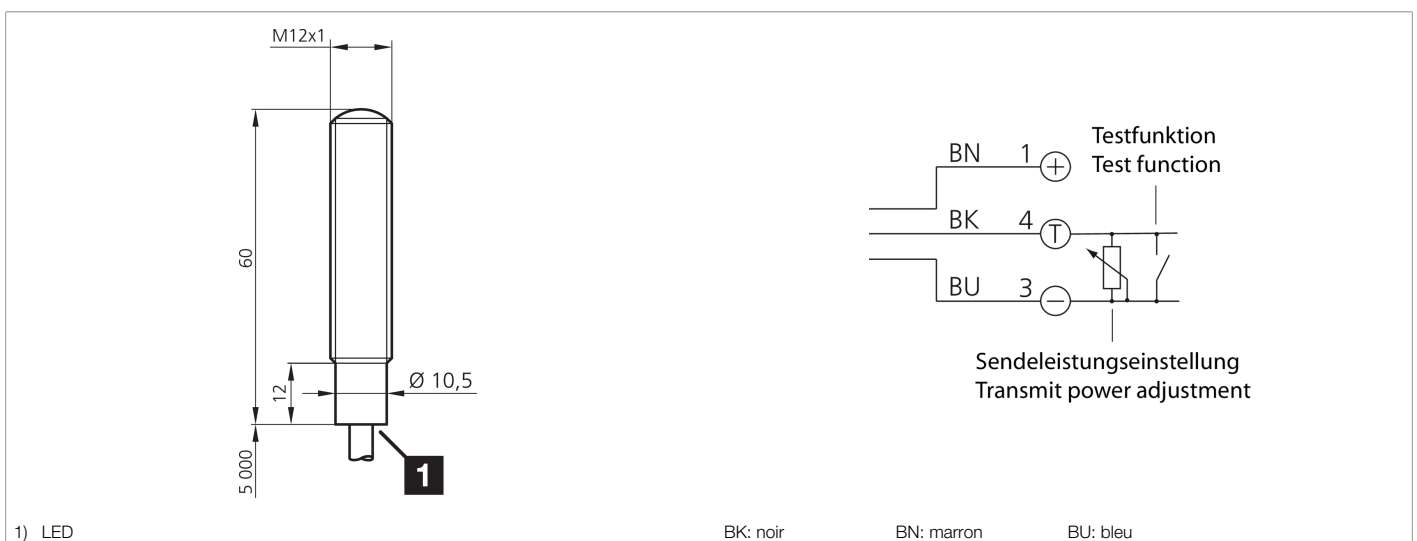 M12x1
60
12
Ø 10,5
5 000
1
BN 1 +
Testfunktion
Test function
BK 4 T
BU 3 −
Sendeleistungseinstellung
Transmit power adjustment
1) LED
BK: noir BN: marron BU: bleu